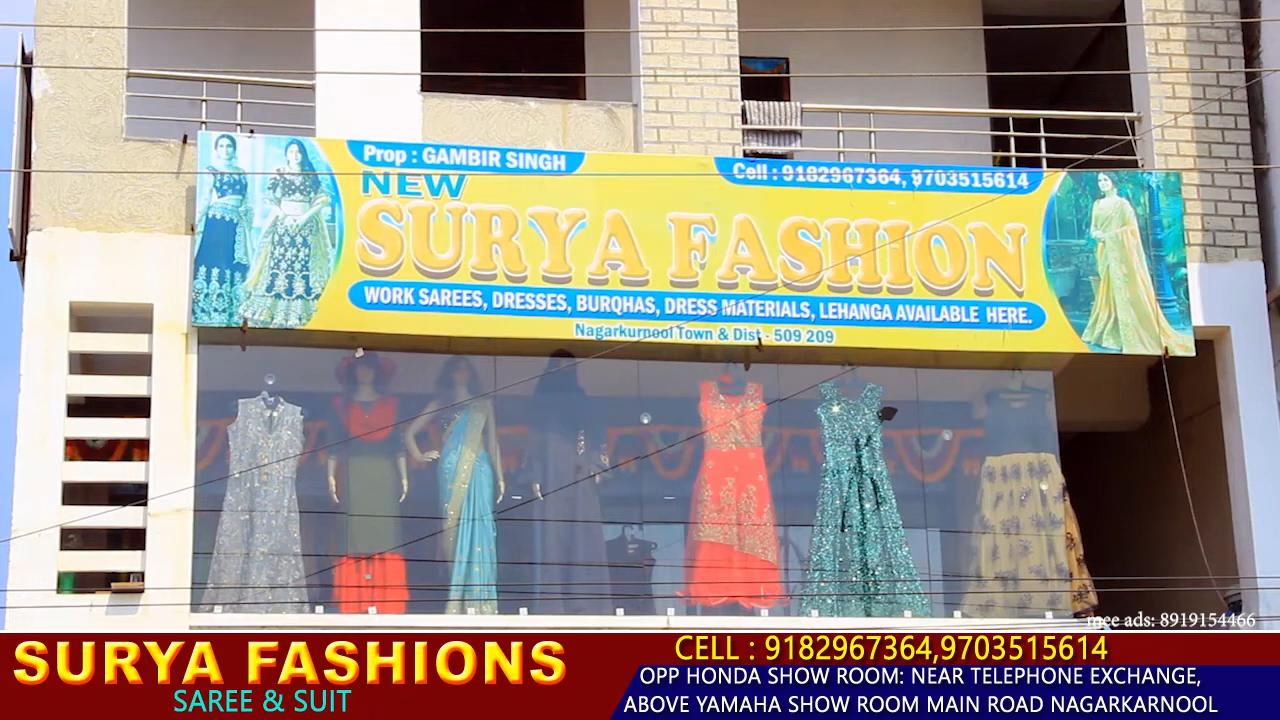 Prop : GAMBIR SINGH
Cell : 9182967364, 9703515614
NEW
SURYA FASHION
WORK SAREES, DRESSES, BURQHAS, DRESS MATERIALS, LEHANGA AVAILABLE HERE.
Nagarkurnool Town & Dist - 509 209
mee ads: 8919154466
SURYA FASHIONS
SAREE & SUIT
CELL : 9182967364,9703515614
OPP HONDA SHOW ROOM: NEAR TELEPHONE EXCHANGE,
ABOVE YAMAHA SHOW ROOM MAIN ROAD NAGARKARNOOL